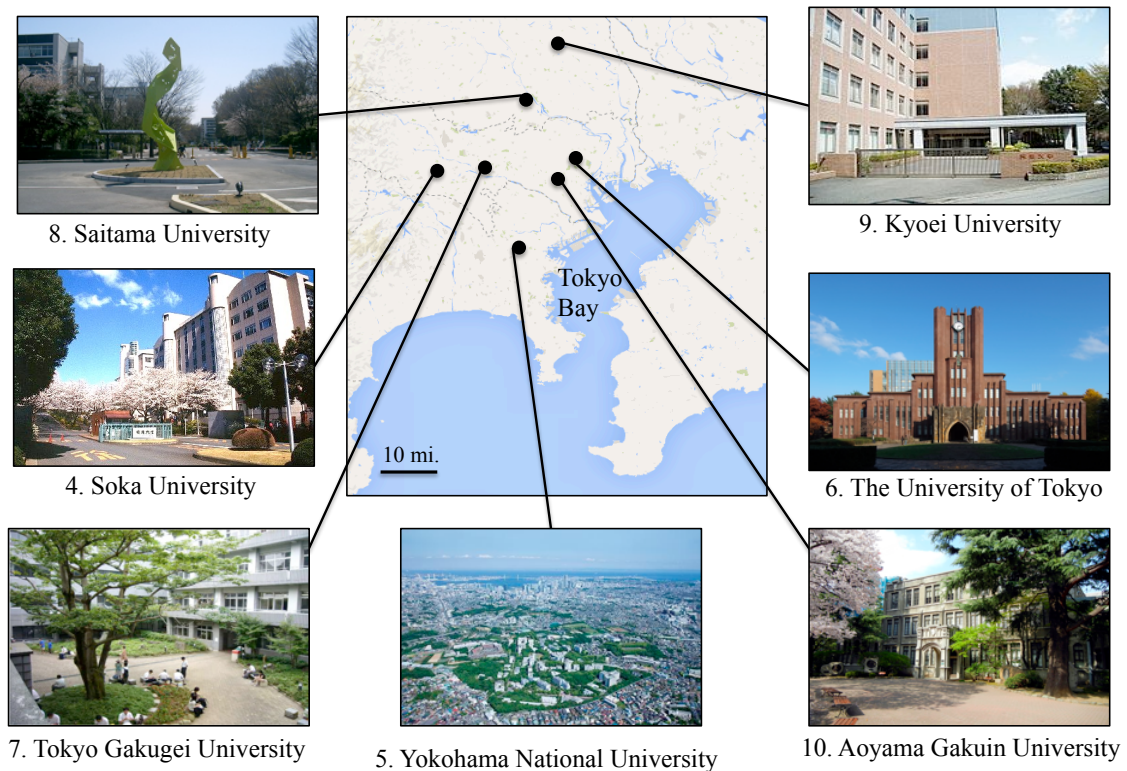 8. Saitama University
9. Kyoei University
Tokyo
Bay
10 mi.
4. Soka University
6. The University of Tokyo
7. Tokyo Gakugei University
5. Yokohama National University
10. Aoyama Gakuin University